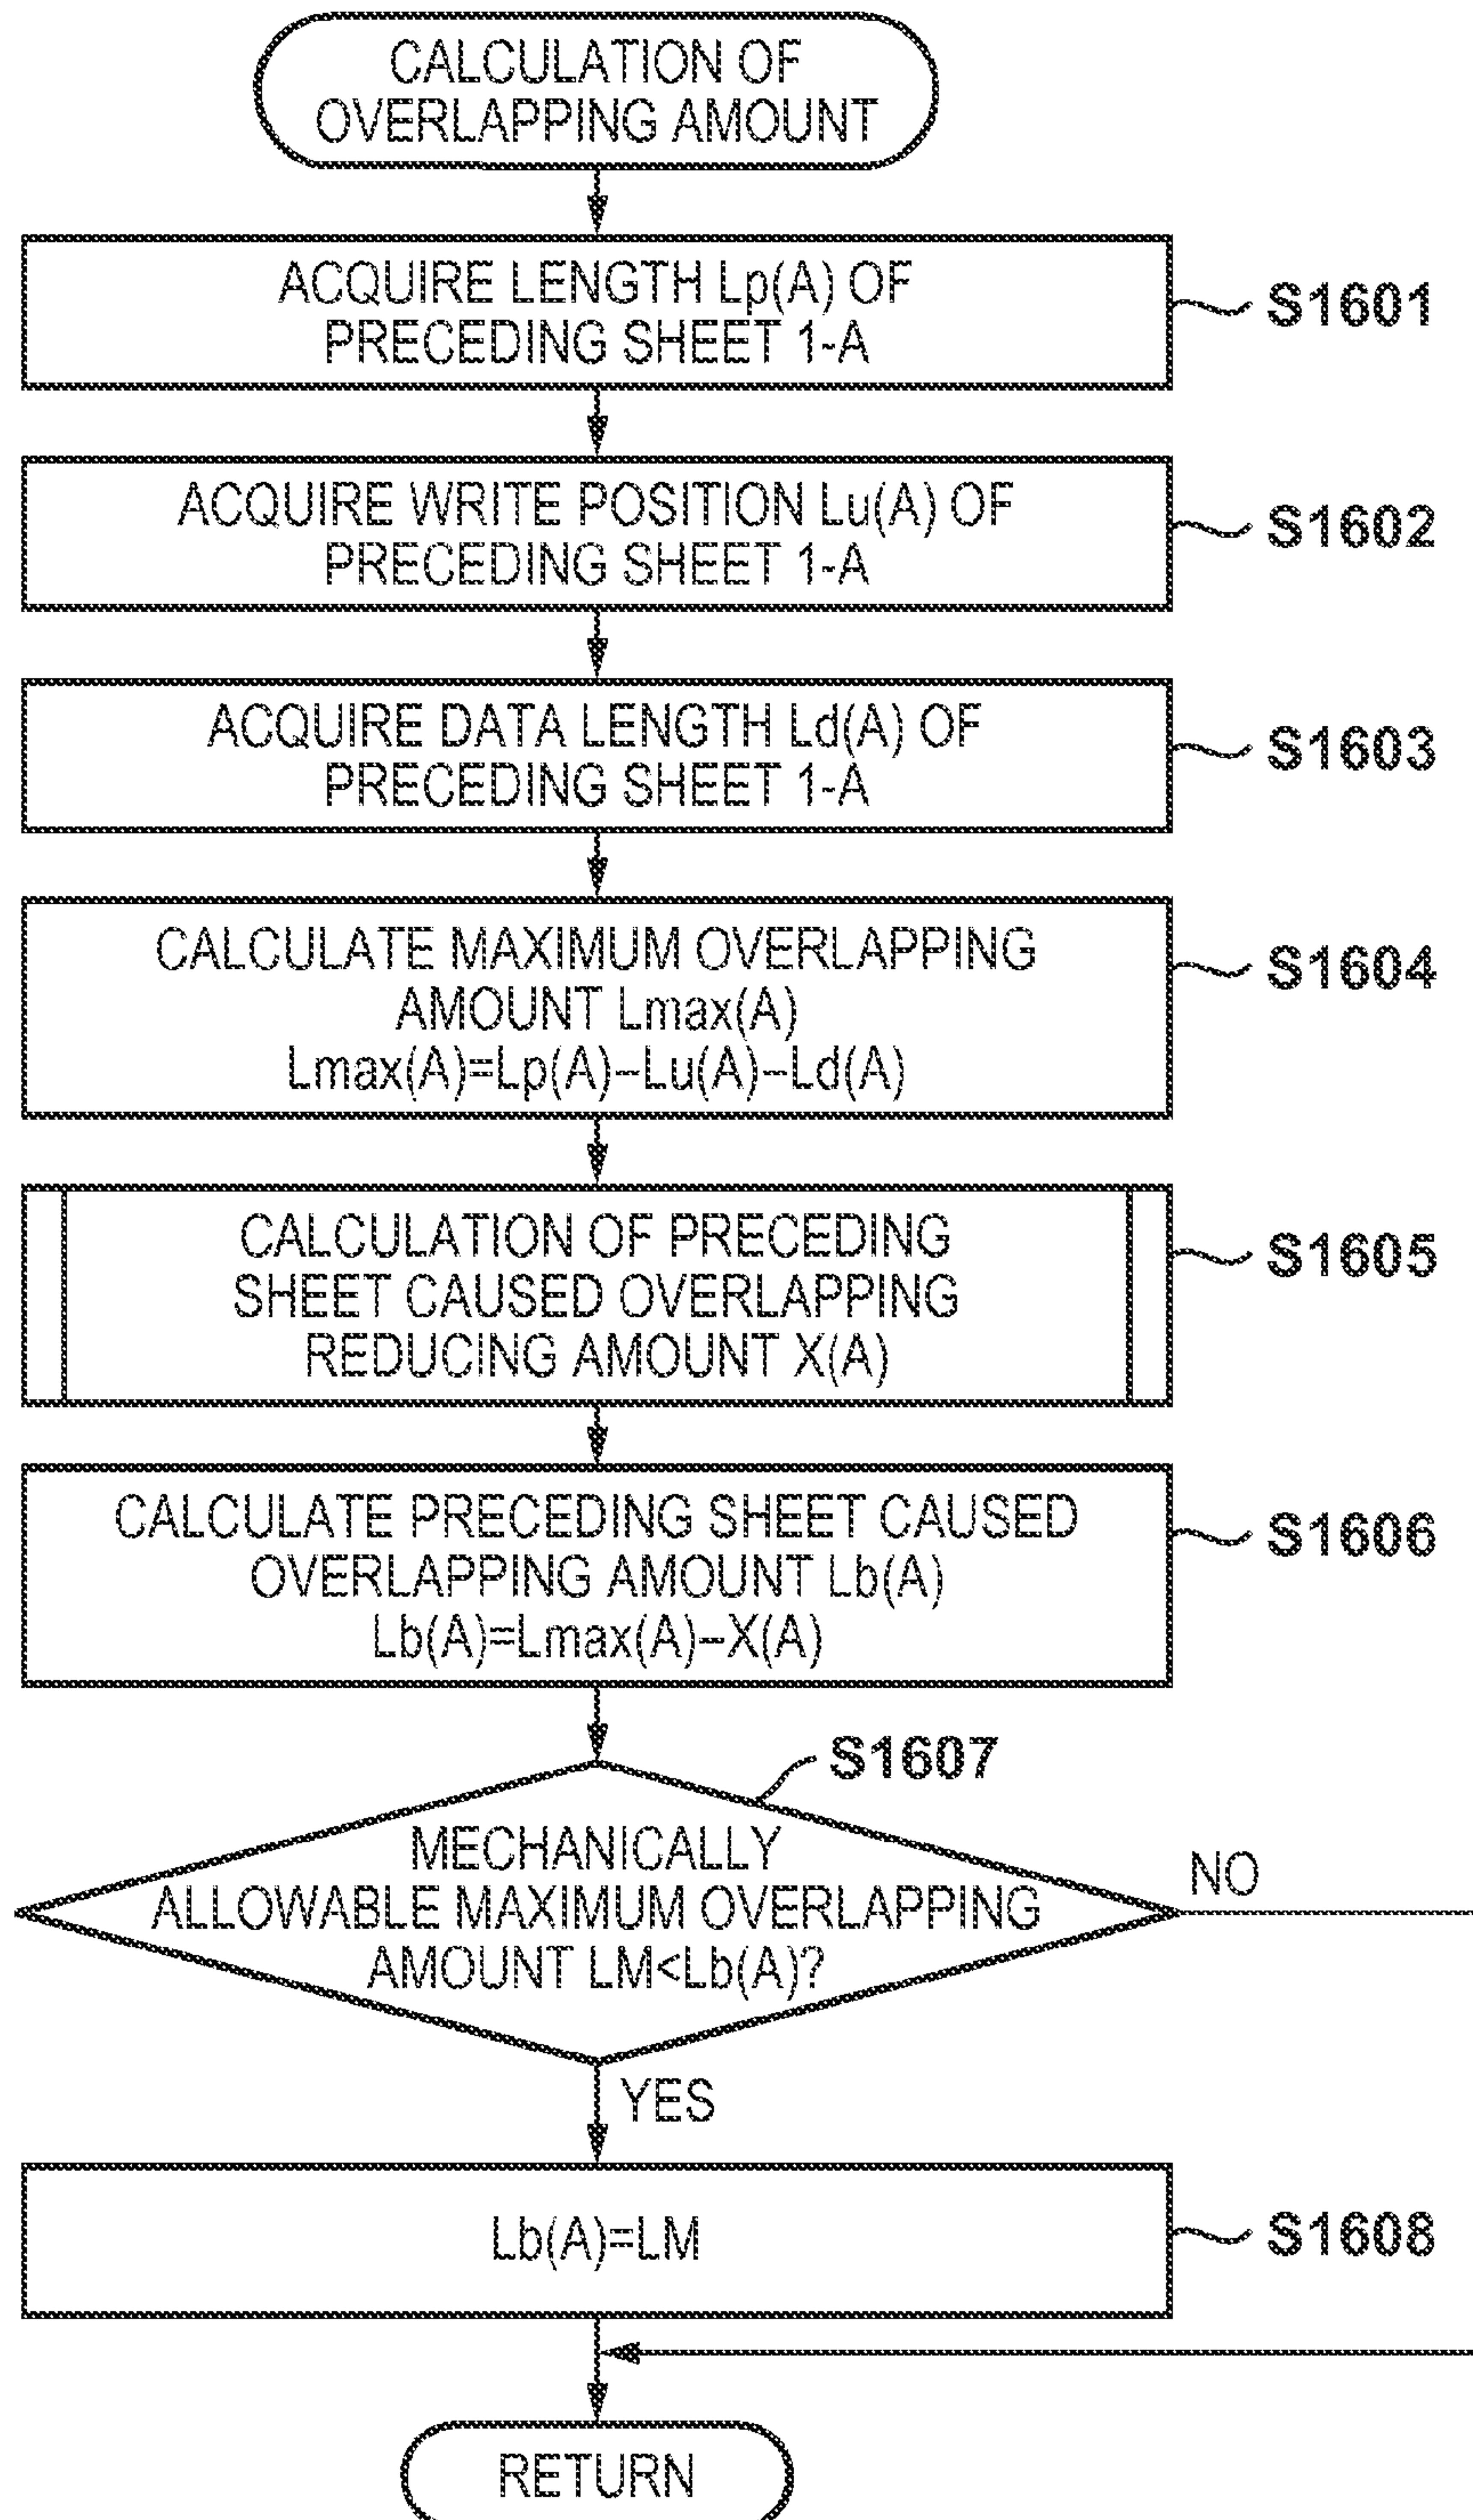 CALCULATION OF
OVERLAPPING AMOUNT
ACQUIRE LENGTH Lp(A) OF
PRECEDING SHEET 1-A
S1601
ACQUIRE WRITE POSITION Lu(A) OF
PRECEDING SHEET 1-A
S1602
ACQUIRE DATA LENGTH Ld(A) OF
PRECEDING SHEET 1-A
S1603
CALCULATE MAXIMUM OVERLAPPING
AMOUNT Lmax(A)
Lmax(A)=Lp(A)–Lu(A)–Ld(A)
S1604
CALCULATION OF PRECEDING
SHEET CAUSED OVERLAPPING
REDUCING AMOUNT X(A)
S1605
CALCULATE PRECEDING SHEET CAUSED
OVERLAPPING AMOUNT Lb(A)
Lb(A)=Lmax(A)–X(A)
S1606
S1607
MECHANICALLY
ALLOWABLE MAXIMUM OVERLAPPING
AMOUNT LM<Lb(A)?
NO
YES
Lb(A)=LM
S1608
RETURN